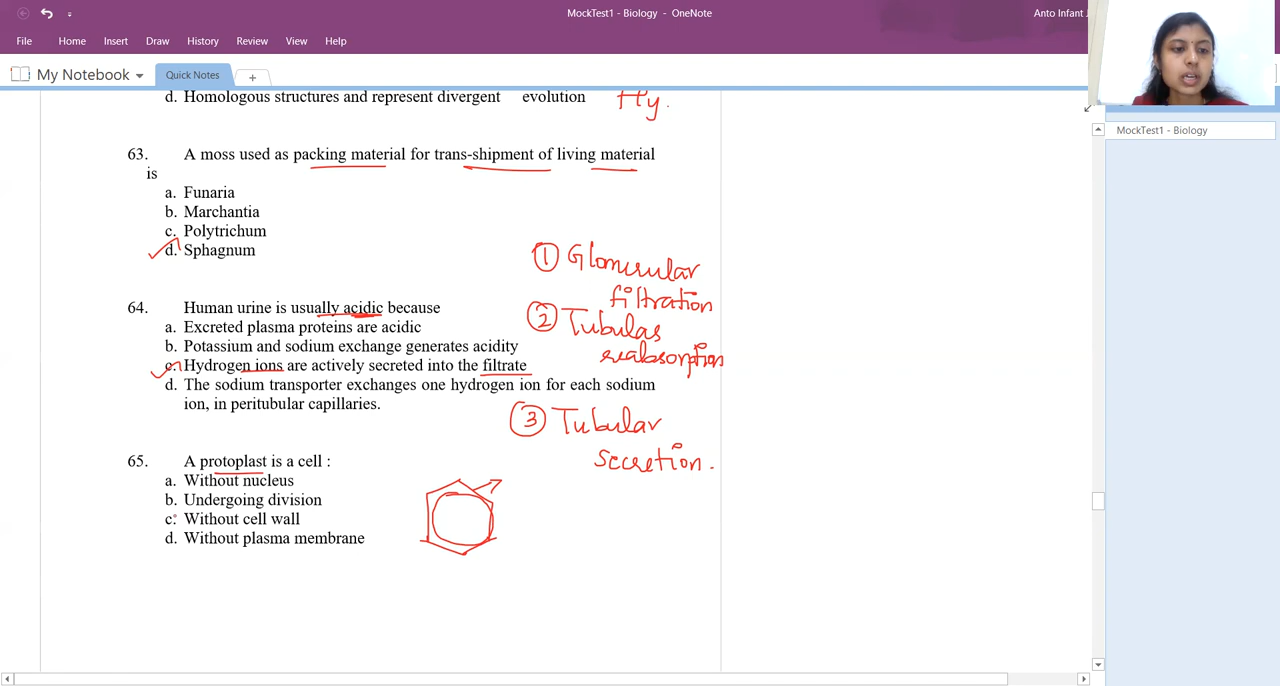 MockTest1 - Biology - OneNote
Anto Infant J
File Home Insert Draw History Review View Help
My Notebook
Quick Notes
+
MockTest1 - Biology
d. Homologous structures and represent divergent evolution
Fly.
63. A moss used as packing material for trans-shipment of living material
is
a. Funaria
b. Marchantia
c. Polytrichum
d. Sphagnum
① Glomerular
filtration
② Tubular
reabsorption
③ Tubular
secretion.
64. Human urine is usually acidic because
a. Excreted plasma proteins are acidic
b. Potassium and sodium exchange generates acidity
c. Hydrogen ions are actively secreted into the filtrate
d. The sodium transporter exchanges one hydrogen ion for each sodium
ion, in peritubular capillaries.
65. A protoplast is a cell :
a. Without nucleus
b. Undergoing division
c. Without cell wall
d. Without plasma membrane